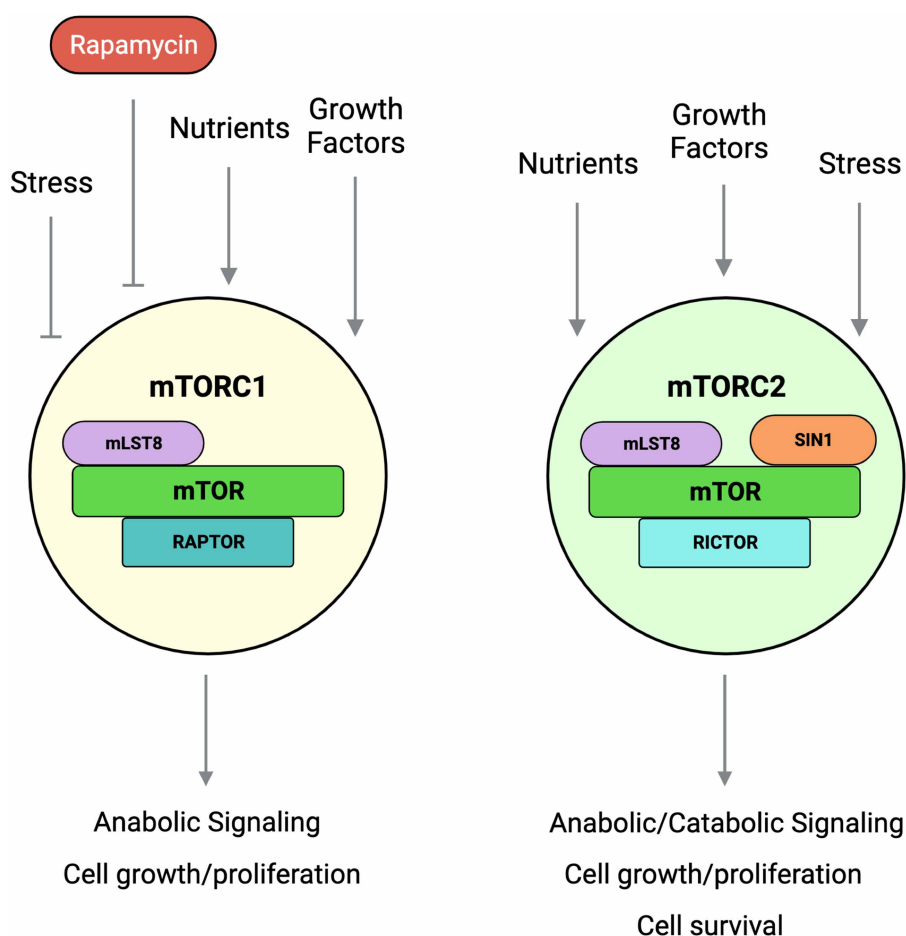 Rapamycin
Stress
Nutrients
Growth
Factors
mTORC1
mLST8
mTOR
RAPTOR
Anabolic Signaling
Cell growth/proliferation
Nutrients
Growth
Factors
Stress
mTORC2
mLST8
SIN1
mTOR
RICTOR
Anabolic/Catabolic Signaling
Cell growth/proliferation
Cell survival